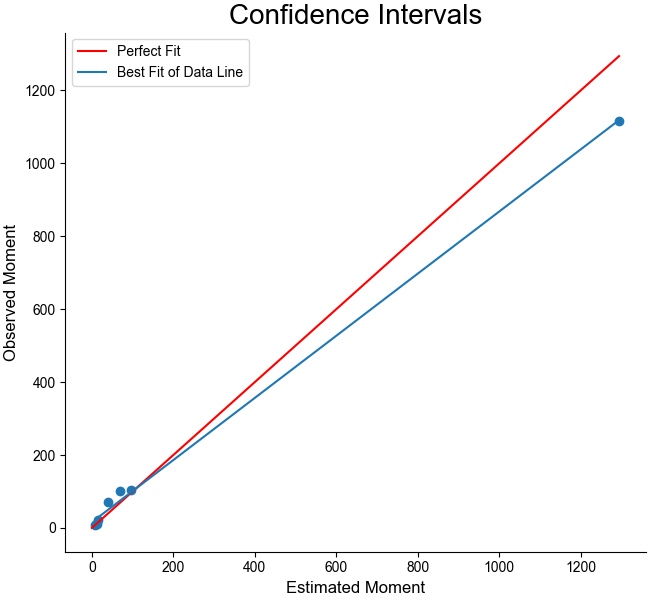 Confidence Intervals
Perfect Fit
Best Fit of Data Line
Observed Moment
1200
1000
800
600
400
200
0
0 200 400 600 800 1000 1200
Estimated Moment